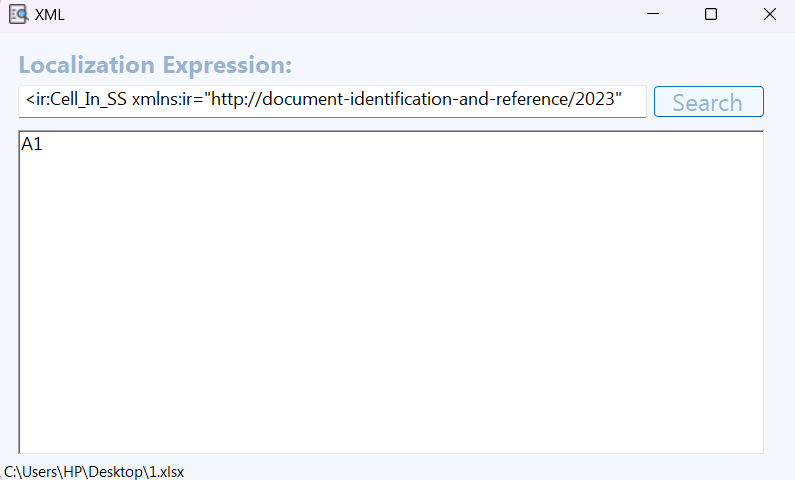 XML
Localization Expression:
<ir:Cell_In_SS xmlns:ir="http://document-identification-and-reference/2023"
Search
A1
C:\Users\HP\Desktop\1.xlsx